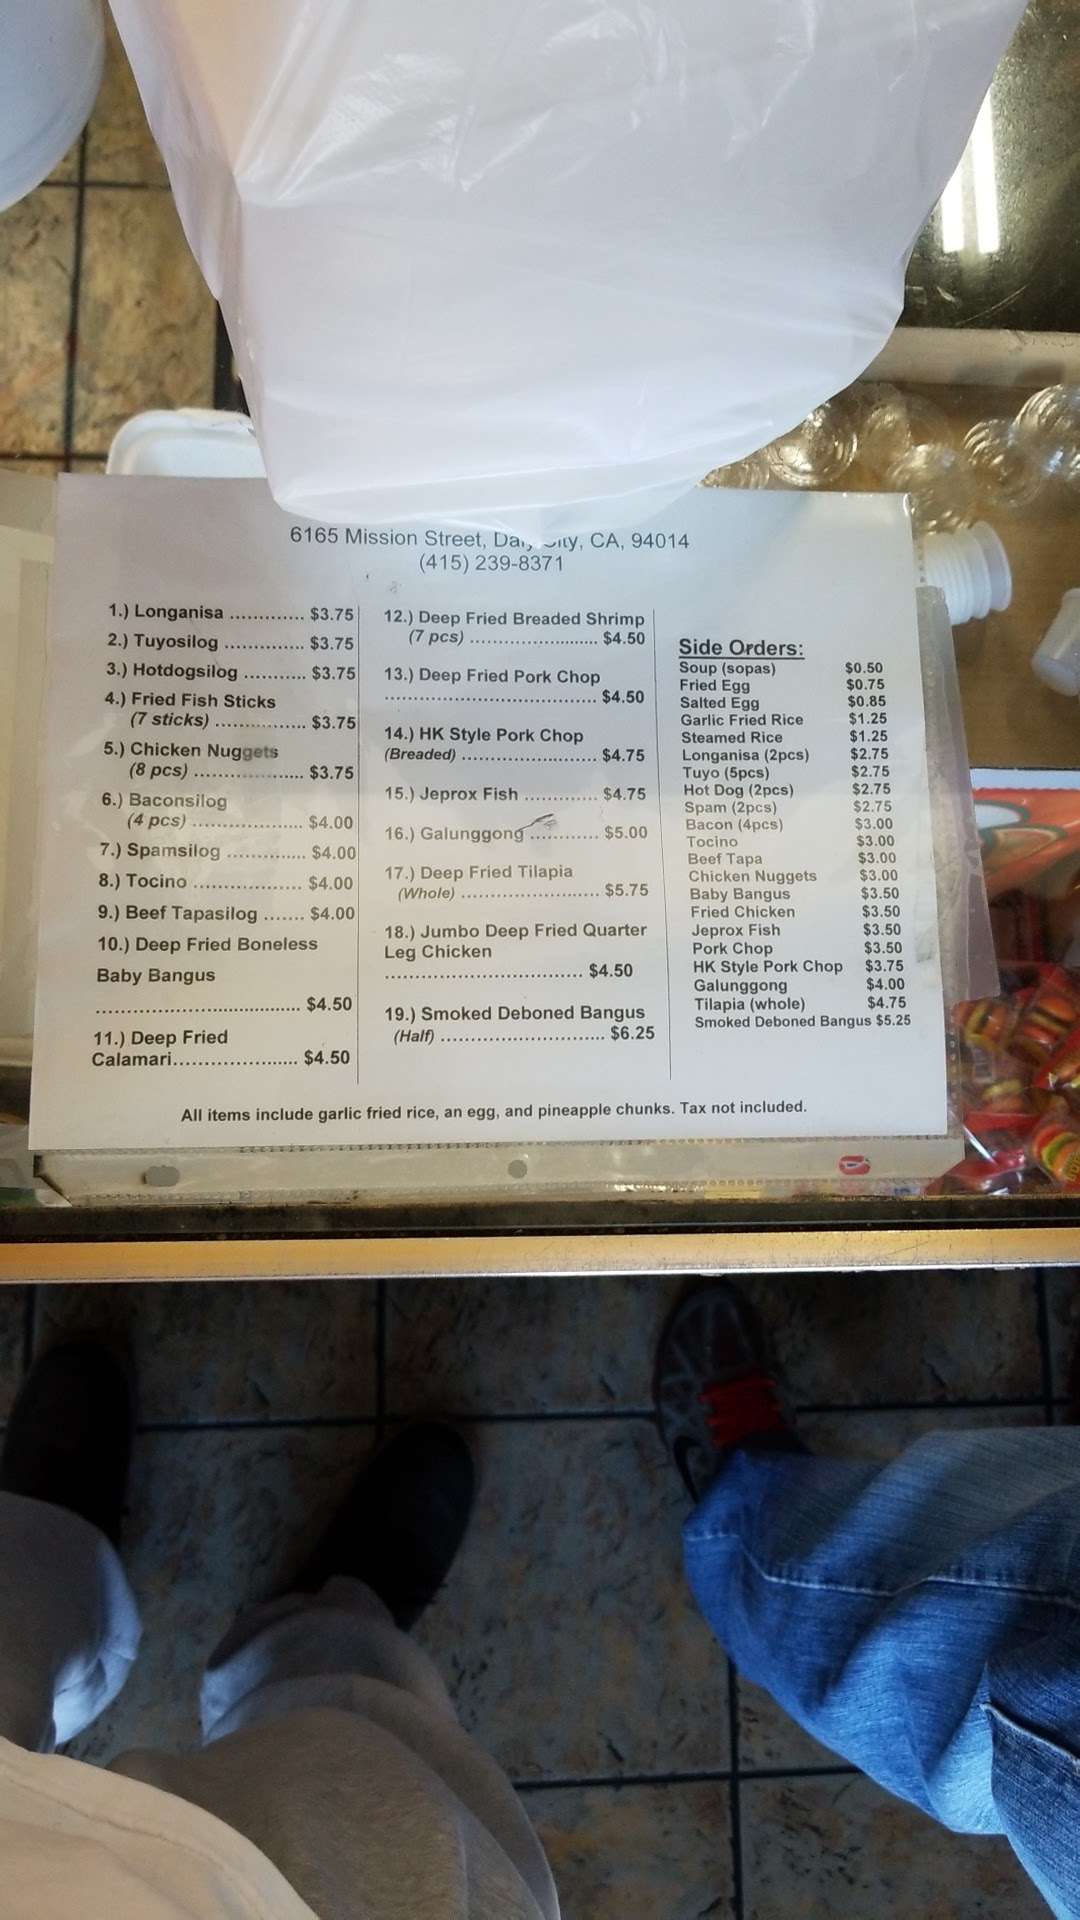 6165 Mission Street, Daly City, CA, 94014
(415) 239-8371
1.) Longanisa ............. $3.75
2.) Tuyosilog .............. $3.75
3.) Hotdogsilog ........... $3.75
4.) Fried Fish Sticks
(7 sticks) ................ $3.75
5.) Chicken Nuggets
(8 pcs) ................... $3.75
6.) Baconsilog
(4 pcs) ................... $4.00
7.) Spamsilog .............. $4.00
8.) Tocino ................... $4.00
9.) Beef Tapasilog ....... $4.00
10.) Deep Fried Boneless
Baby Bangus
................................... $4.50
11.) Deep Fried
Calamari..................... $4.50
12.) Deep Fried Breaded Shrimp
(7 pcs) ...................... $4.50
13.) Deep Fried Pork Chop
..................................... $4.50
14.) HK Style Pork Chop
(Breaded) ....................... $4.75
15.) Jeprox Fish ............. $4.75
16.) Galunggong ............ $5.00
17.) Deep Fried Tilapia
(Whole) ........................ $5.75
18.) Jumbo Deep Fried Quarter
Leg Chicken
.................................. $4.50
19.) Smoked Deboned Bangus
(Half) ............................ $6.25
Side Orders:
Soup (sopas) $0.50
Fried Egg $0.75
Salted Egg $0.85
Garlic Fried Rice $1.25
Steamed Rice $1.25
Longanisa (2pcs) $2.75
Tuyo (5pcs) $2.75
Hot Dog (2pcs) $2.75
Spam (2pcs) $2.75
Bacon (4pcs) $3.00
Tocino $3.00
Beef Tapa $3.00
Chicken Nuggets $3.00
Baby Bangus $3.50
Fried Chicken $3.50
Jeprox Fish $3.50
Pork Chop $3.50
HK Style Pork Chop $3.75
Galunggong $4.00
Tilapia (whole) $4.75
Smoked Deboned Bangus $5.25
All items include garlic fried rice, an egg, and pineapple chunks. Tax not included.